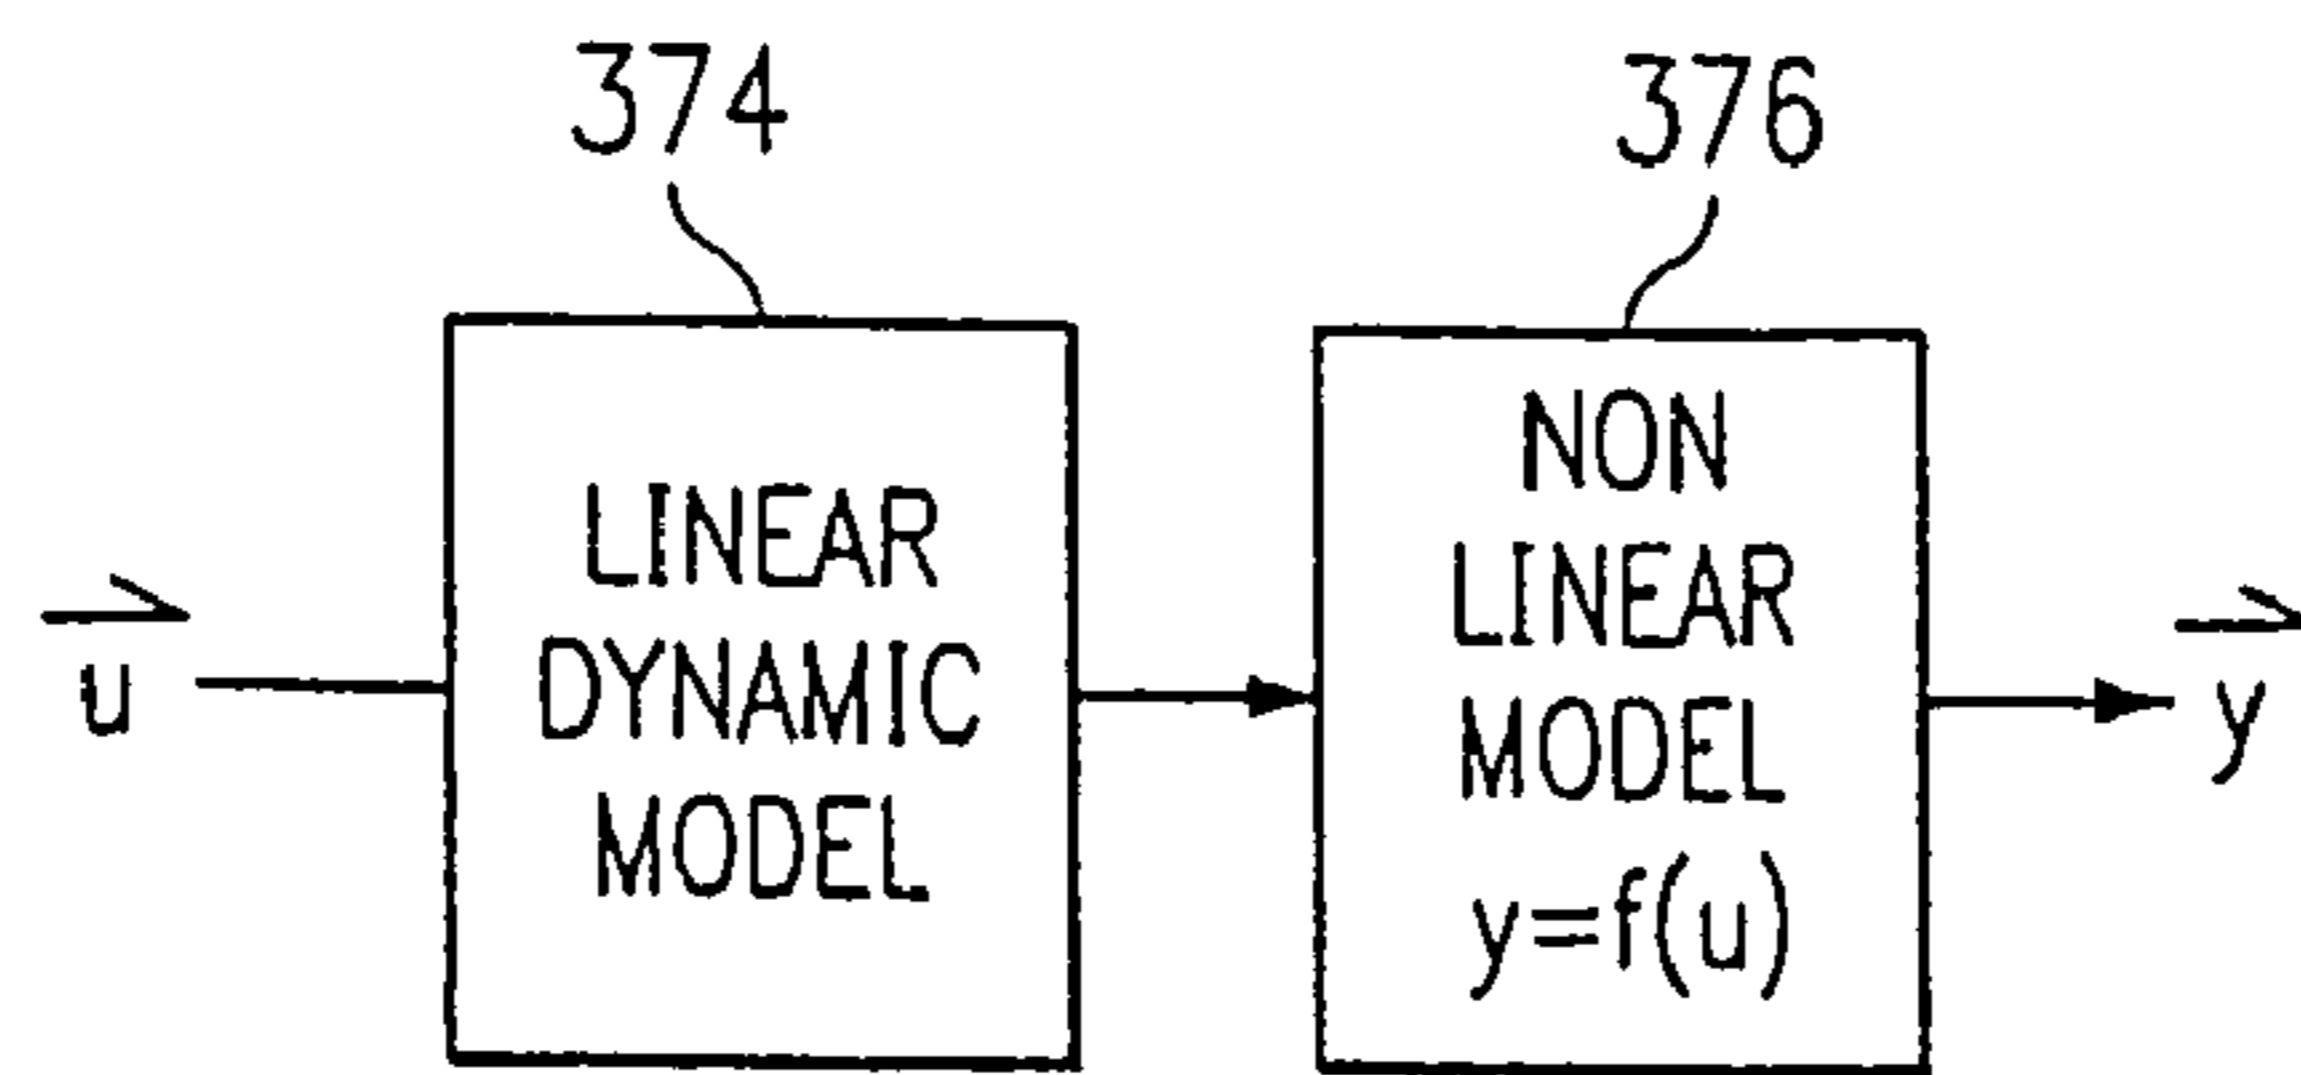 374
376
u⃗
LINEAR
DYNAMIC
MODEL
NON
LINEAR
MODEL
y=f(u)
y⃗